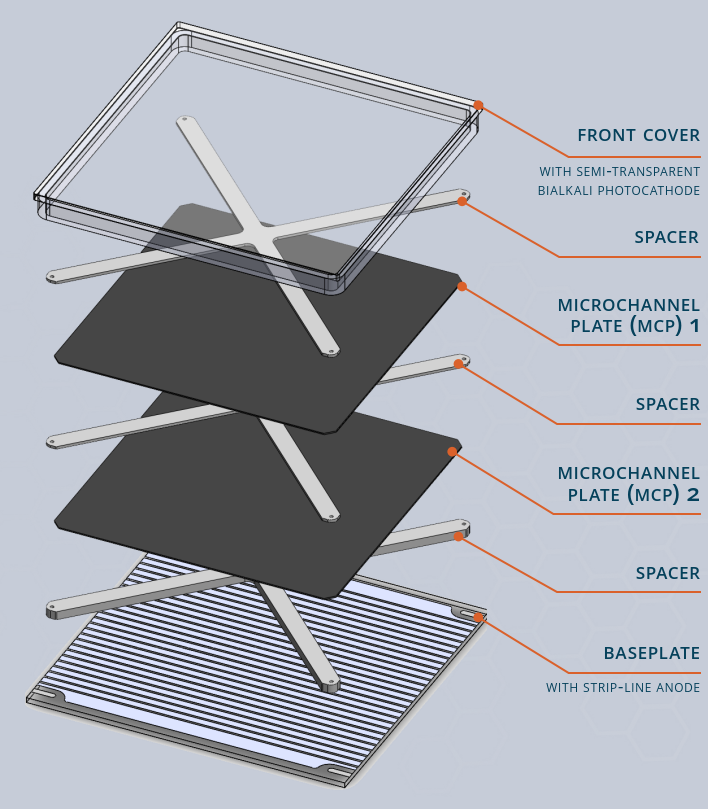 FRONT COVER
WITH SEMI-TRANSPARENT
BIALKALI PHOTOCATHODE
SPACER
MICROCHANNEL
PLATE (MCP) 1
SPACER
MICROCHANNEL
PLATE (MCP) 2
SPACER
BASEPLATE
WITH STRIP-LINE ANODE